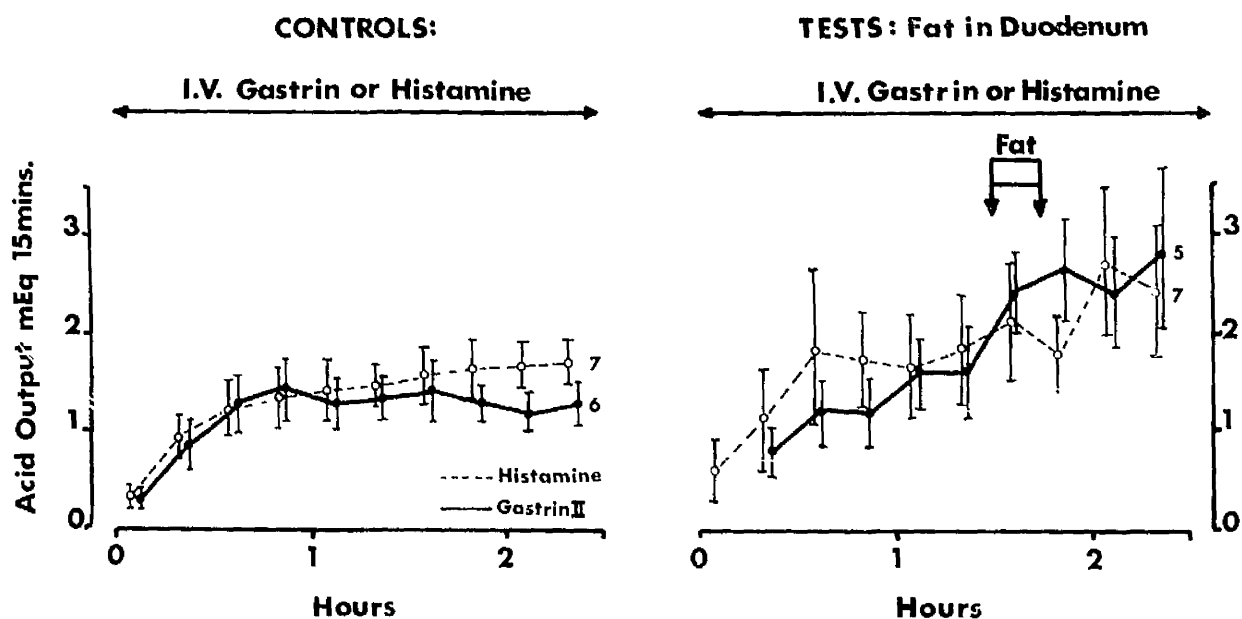 CONTROLS:
I.V. Gastrin or Histamine
Acid Output mEq 15mins.
3
2
1
0
7
6
Histamine
Gastrin II
0 1 2
Hours
TESTS: Fat in Duodenum
I.V. Gastrin or Histamine
Fat
5
7
3
2
1
0
0 1 2
Hours